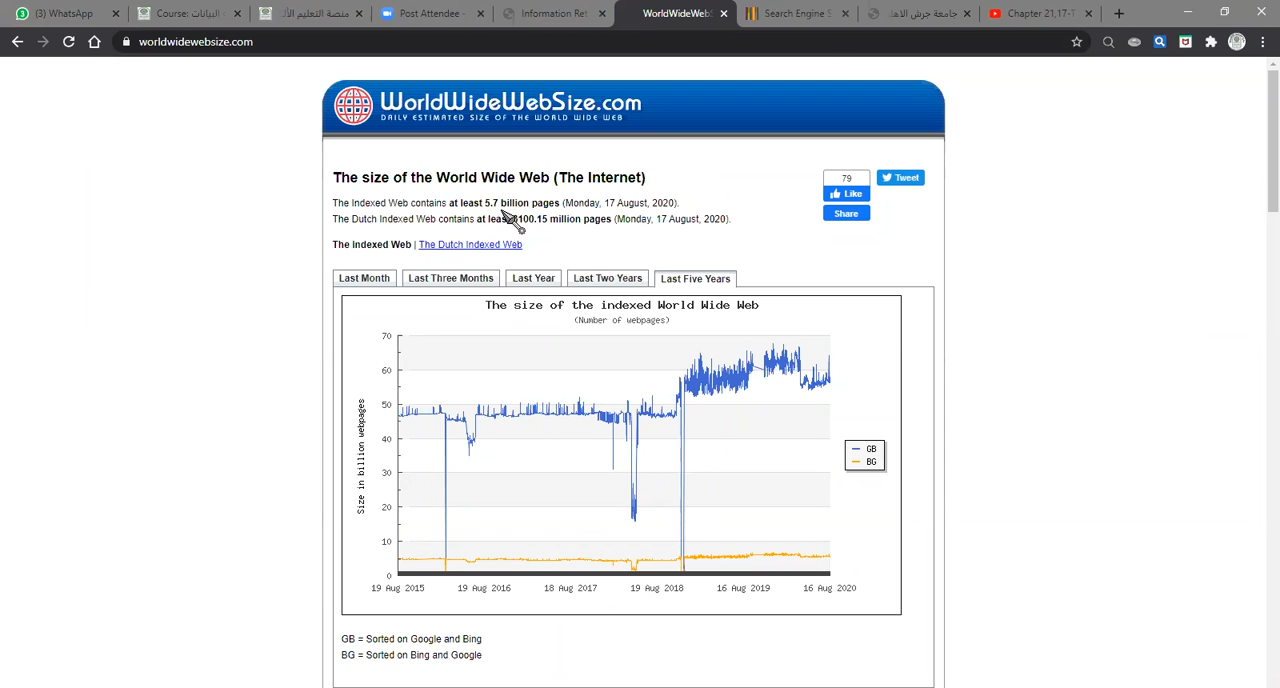 WhatsApp
Course: البيانات
منصة التعليم الأل
Post Attendee -
Information Ret
WorldWideWebS
Search Engine S
جامعة جرش الاهل
Chapter 21,17-T
worldwidewebsize.com
WorldWideWebSize.com
DAILY ESTIMATED SIZE OF THE WORLD WIDE WEB
The size of the World Wide Web (The Internet)
79
Tweet
Like
Share
The Indexed Web contains at least 5.7 billion pages (Monday, 17 August, 2020).
The Dutch Indexed Web contains at least 100.15 million pages (Monday, 17 August, 2020).
The Indexed Web | The Dutch Indexed Web
Last Month Last Three Months Last Year Last Two Years Last Five Years
The size of the indexed World Wide Web
(Number of webpages)
Size in billion webpages
70
60
50
40
30
20
10
0
19 Aug 2015 19 Aug 2016 18 Aug 2017 19 Aug 2018 16 Aug 2019 16 Aug 2020
GB
BG
GB = Sorted on Google and Bing
BG = Sorted on Bing and Google